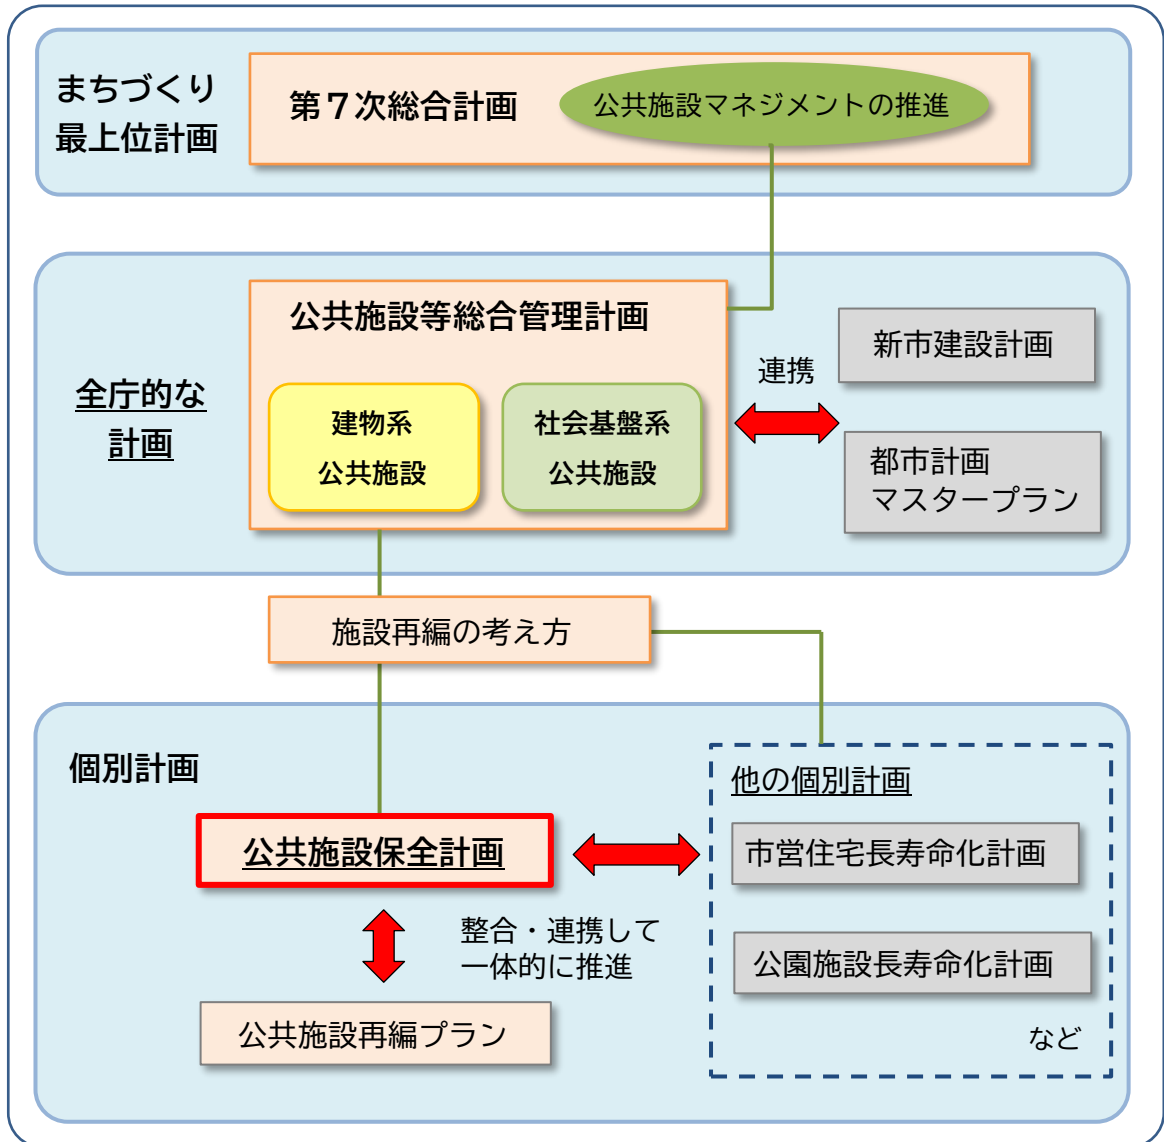 まちづくり
最上位計画
第７次総合計画
公共施設マネジメントの推進
全庁的な
計画
公共施設等総合管理計画
建物系
公共施設
社会基盤系
公共施設
連携
新市建設計画
都市計画
マスタープラン
施設再編の考え方
個別計画
公共施設保全計画
整合・連携して
一体的に推進
公共施設再編プラン
他の個別計画
市営住宅長寿命化計画
公園施設長寿命化計画
など